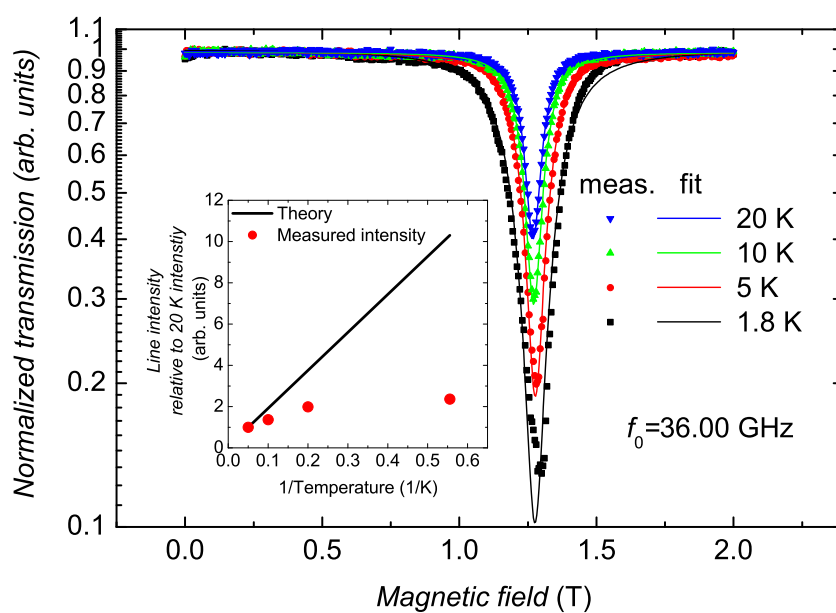 Normalized transmission (arb. units)
1.1
0.9
0.8
0.7
0.6
0.5
0.4
0.3
0.2
0.1
0.0
0.5
1.0
1.5
2.0
Magnetic field (T)
meas. fit
20 K
10 K
5 K
1.8 K
f0=36.00 GHz
Line intensity
relative to 20 K intenstiy
(arb. units)
12
10
8
6
4
2
0
Theory
Measured intensity
0.0 0.1 0.2 0.3 0.4 0.5 0.6
1/Temperature (1/K)